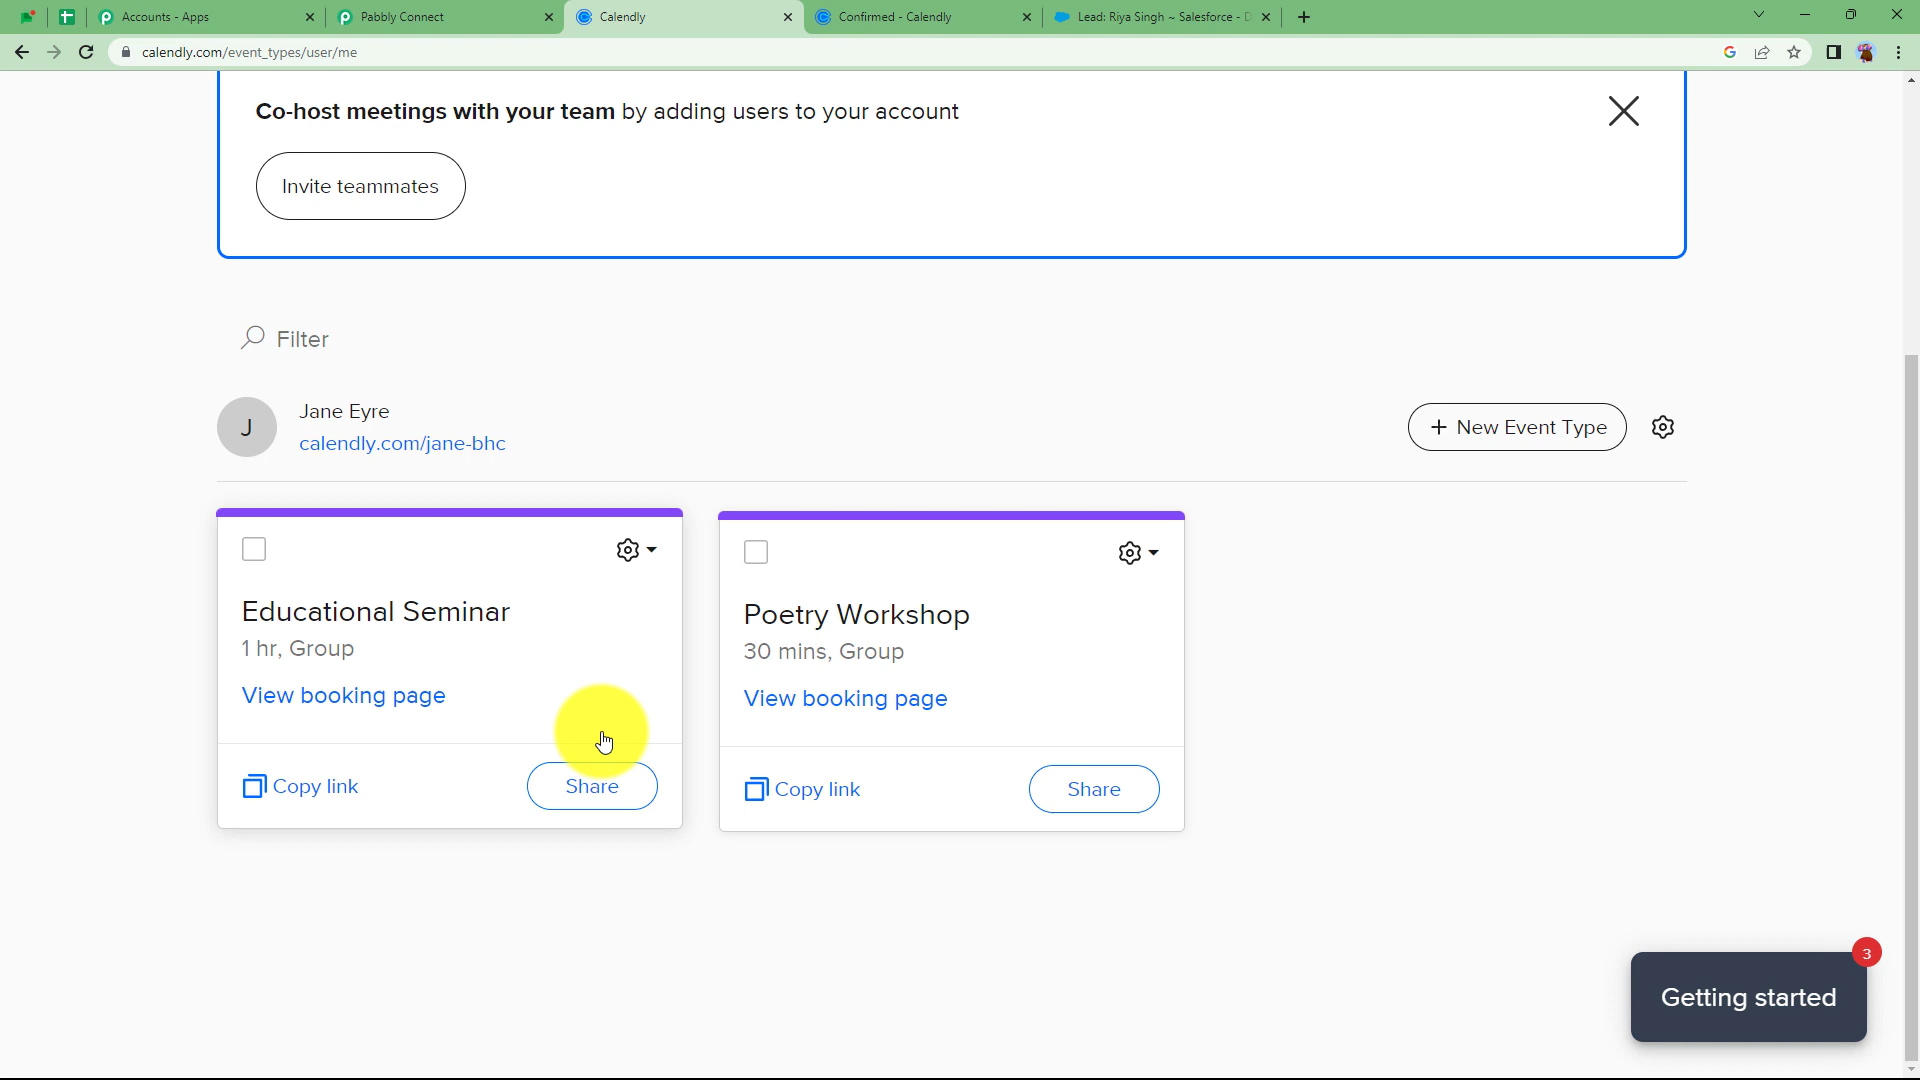 Accounts - Apps
Pabbly Connect
Calendly
Confirmed - Calendly
Lead: Riya Singh ~ Salesforce - D
calendly.com/event_types/user/me
Co-host meetings with your team by adding users to your account
Invite teammates
Filter
J
Jane Eyre
calendly.com/jane-bhc
+ New Event Type
Educational Seminar
1 hr, Group
View booking page
Copy link
Share
Poetry Workshop
30 mins, Group
View booking page
Copy link
Share
3
Getting started